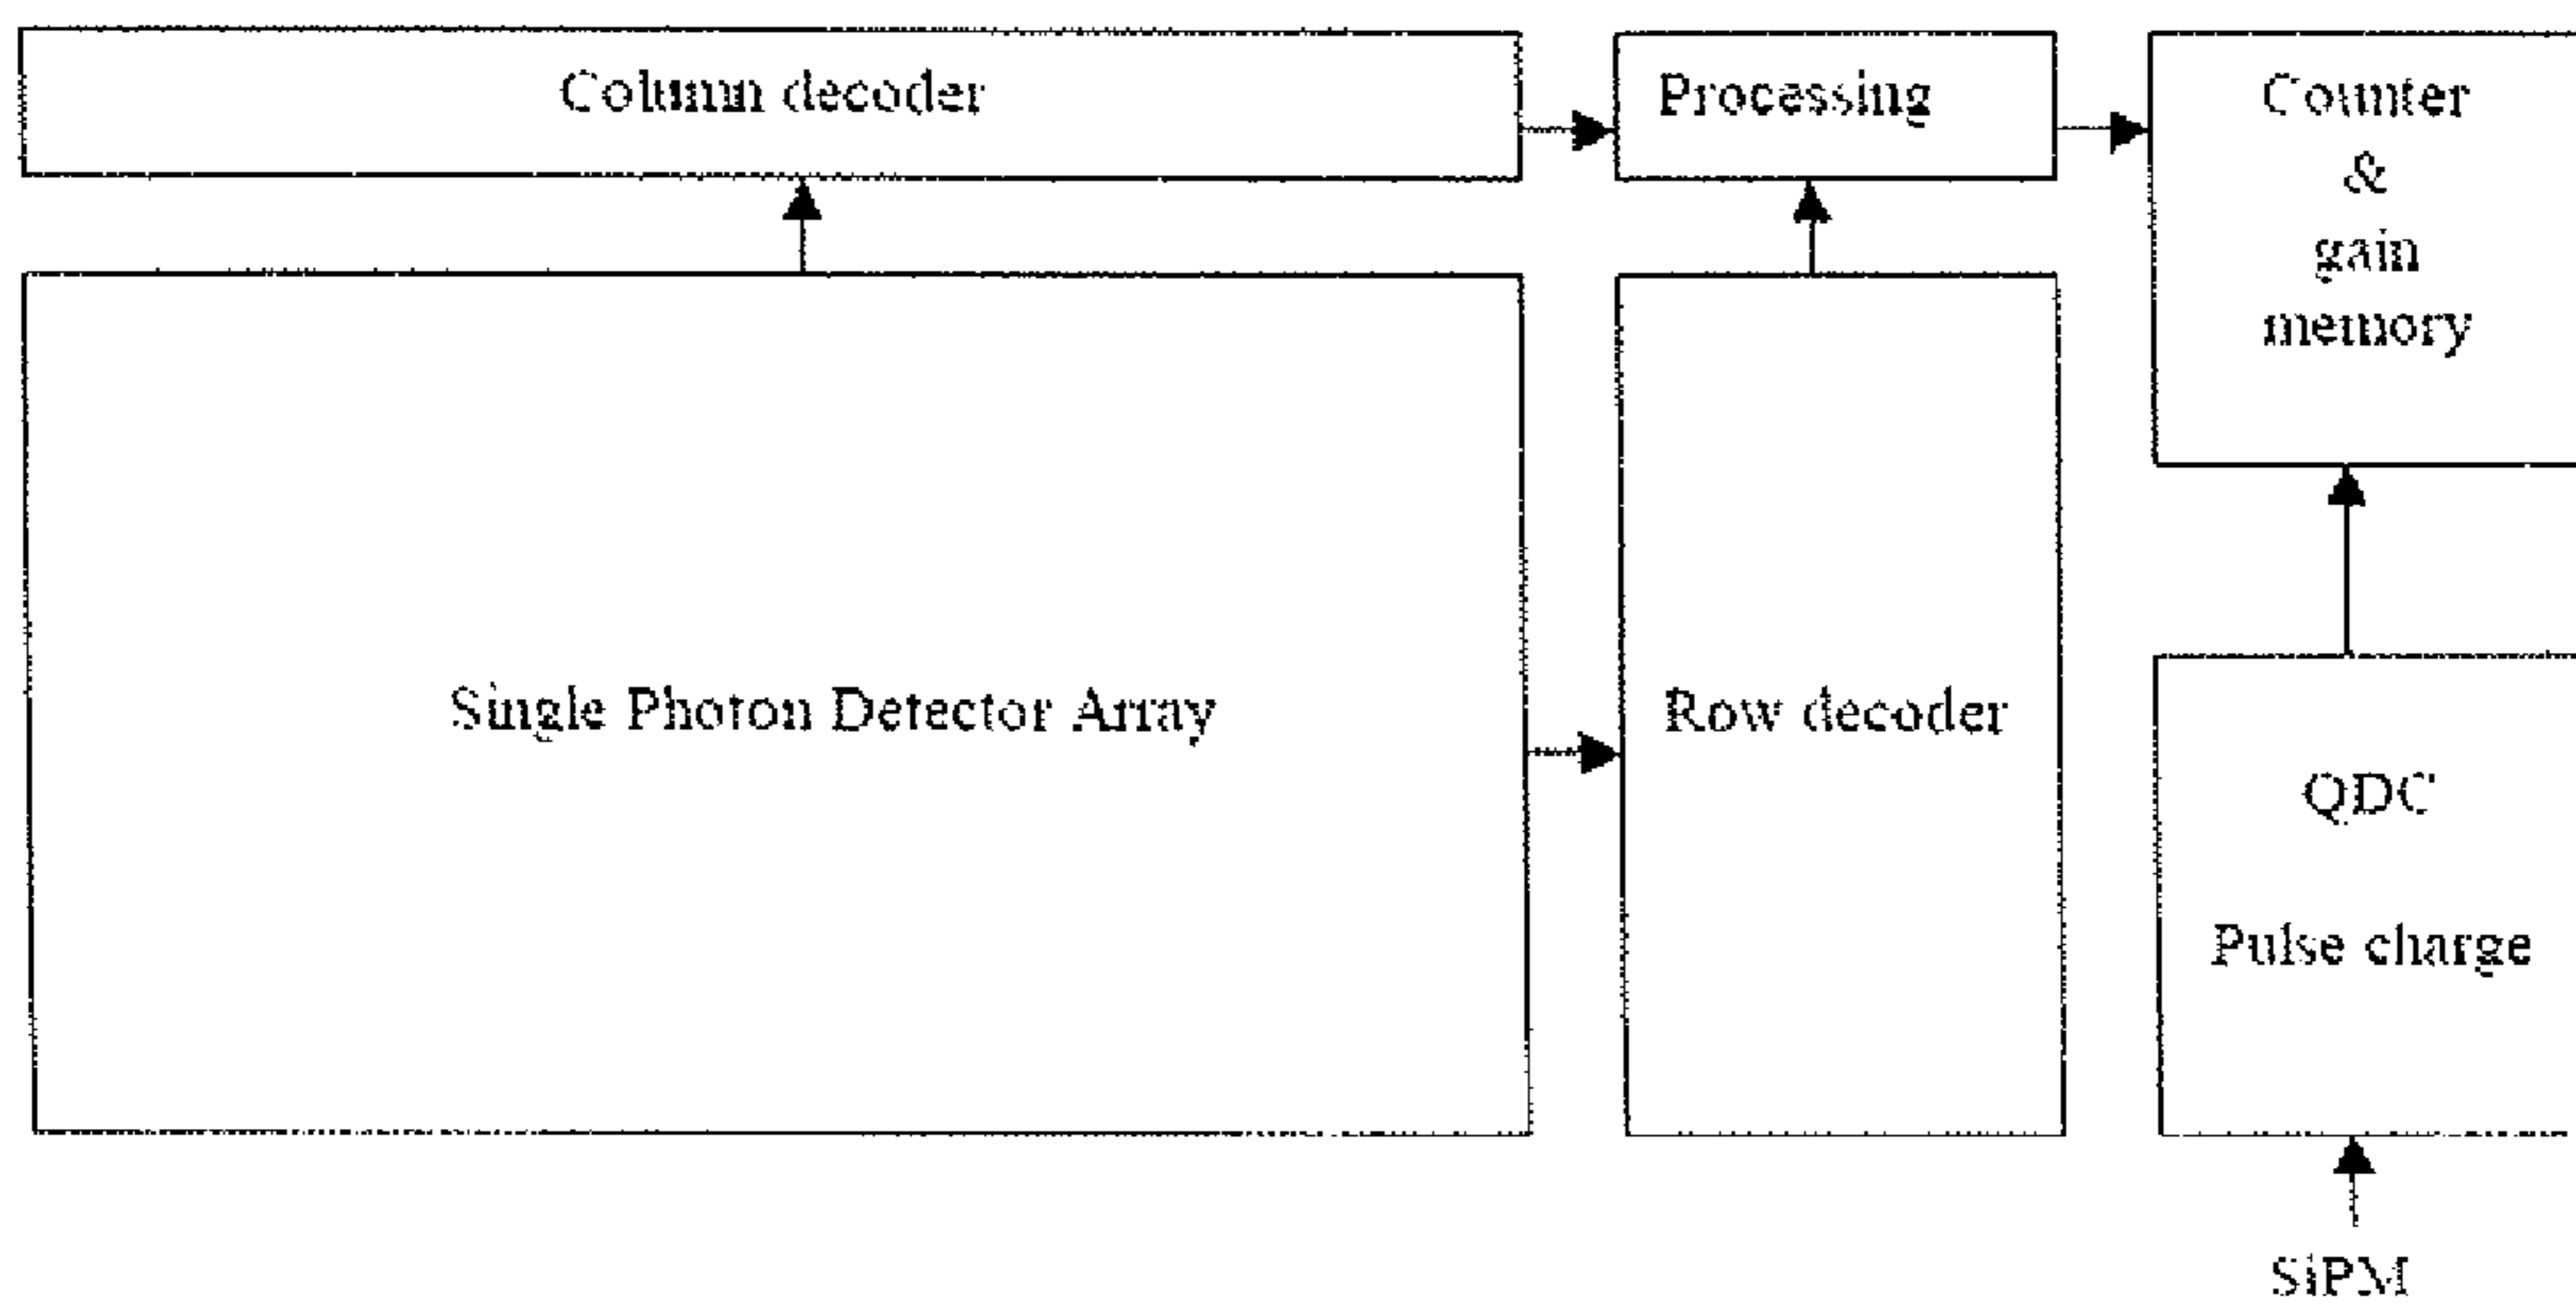 Column decoder
Processing
Counter
&
gain
memory
Single Photon Detector Array
Row decoder
QDC
Pulse charge
SiPM